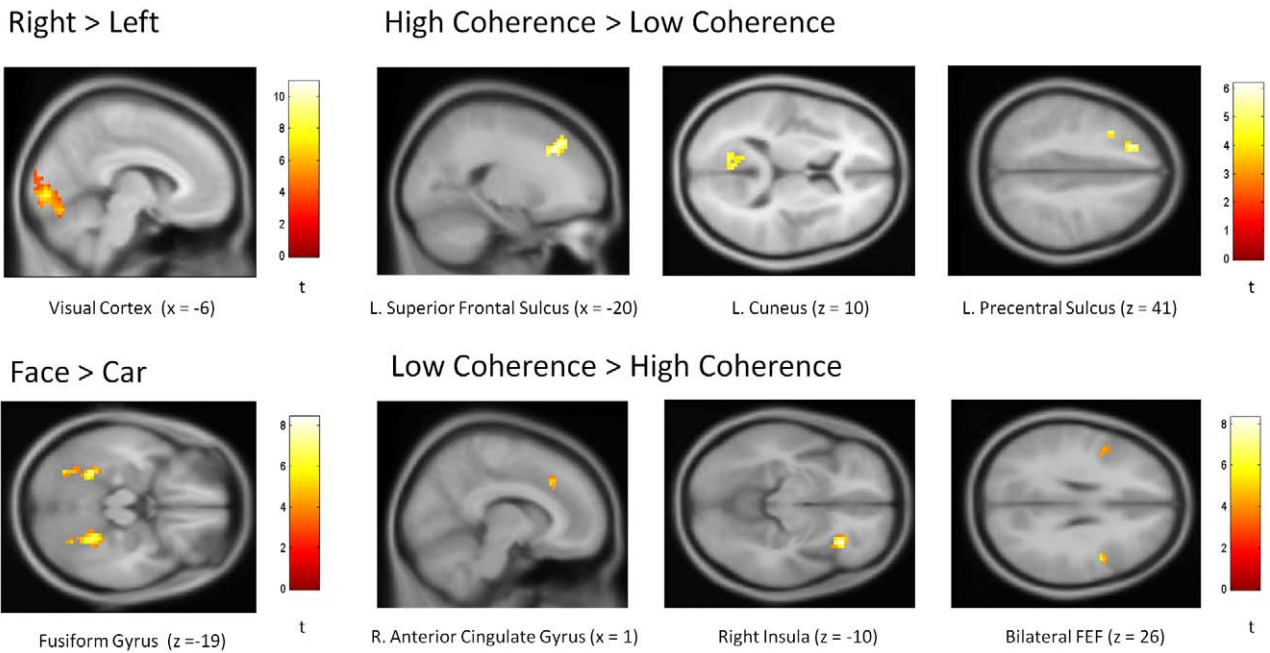 Right > Left
High Coherence > Low Coherence
10
8
6
4
2
0
t
6
5
4
3
2
1
0
t
Visual Cortex (x = -6)
L. Superior Frontal Sulcus (x = -20)
L. Cuneus (z = 10)
L. Precentral Sulcus (z = 41)
Face > Car
Low Coherence > High Coherence
8
6
4
2
0
t
8
6
4
2
0
t
Fusiform Gyrus (z =-19)
R. Anterior Cingulate Gyrus (x = 1)
Right Insula (z = -10)
Bilateral FEF (z = 26)